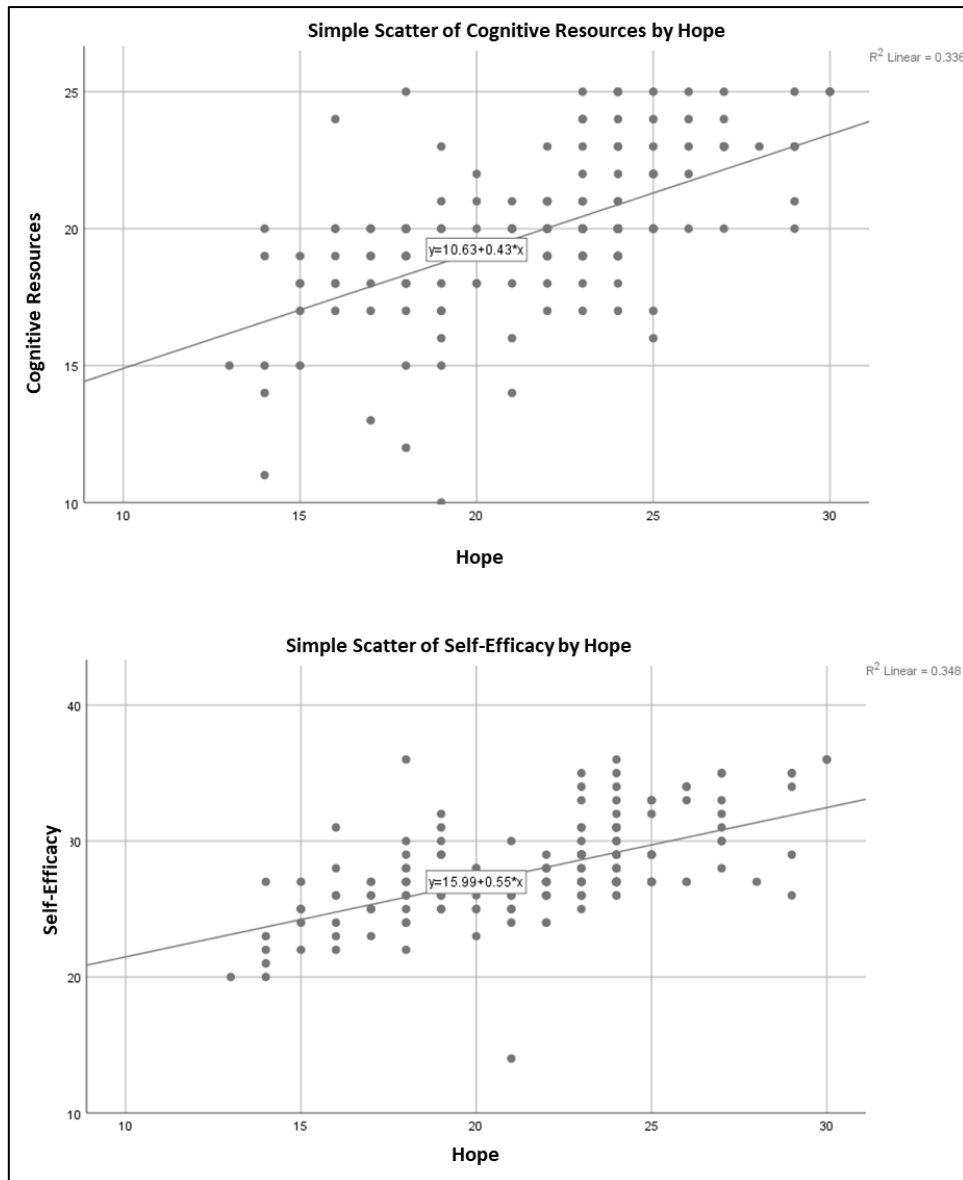 Simple Scatter of Cognitive Resources by Hope
R2 Linear = 0.336
25
20
15
10
Cognitive Resources
y=10.63+0.43*x
10 15 20 25 30
Hope
Simple Scatter of Self-Efficacy by Hope
R2 Linear = 0.348
40
30
20
10
Self-Efficacy
y=15.99+0.55*x
10 15 20 25 30
Hope